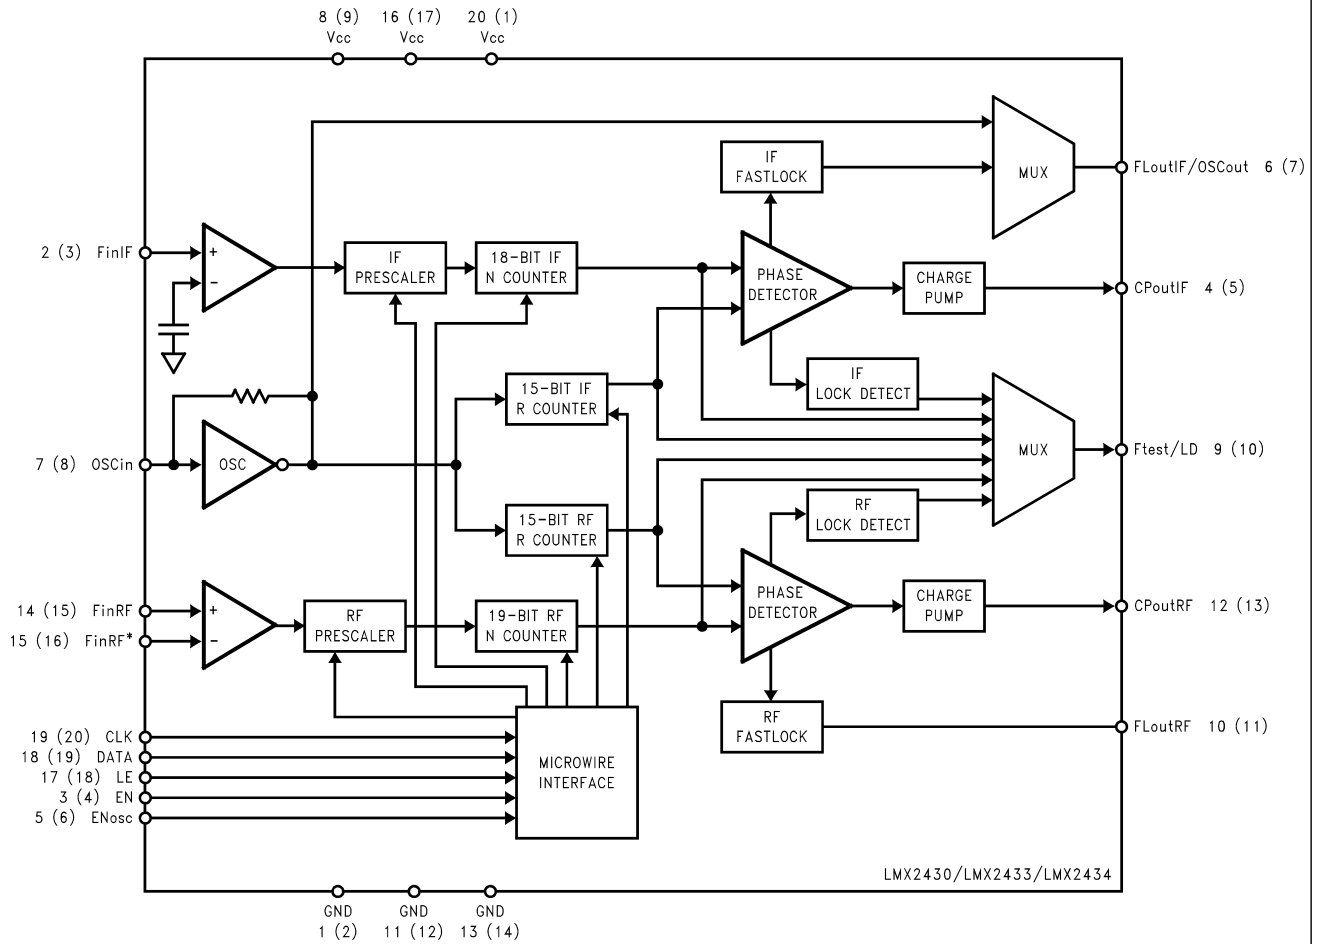 8 (9) 16 (17) 20 (1)
Vcc Vcc Vcc
IF
FASTLOCK
MUX
FLoutIF/OSCout 6 (7)
2 (3) FinIF
+
−
IF
PRESCALER
18-BIT IF
N COUNTER
PHASE
DETECTOR
CHARGE
PUMP
CPoutIF 4 (5)
15-BIT IF
R COUNTER
IF
LOCK DETECT
7 (8) OSCin
OSC
MUX
Ftest/LD 9 (10)
15-BIT RF
R COUNTER
RF
LOCK DETECT
14 (15) FinRF
15 (16) FinRF*
+
−
RF
PRESCALER
19-BIT RF
N COUNTER
PHASE
DETECTOR
CHARGE
PUMP
CPoutRF 12 (13)
RF
FASTLOCK
FLoutRF 10 (11)
19 (20) CLK
18 (19) DATA
17 (18) LE
3 (4) EN
5 (6) ENosc
MICROWIRE
INTERFACE
LMX2430/LMX2433/LMX2434
GND GND GND
1 (2) 11 (12) 13 (14)